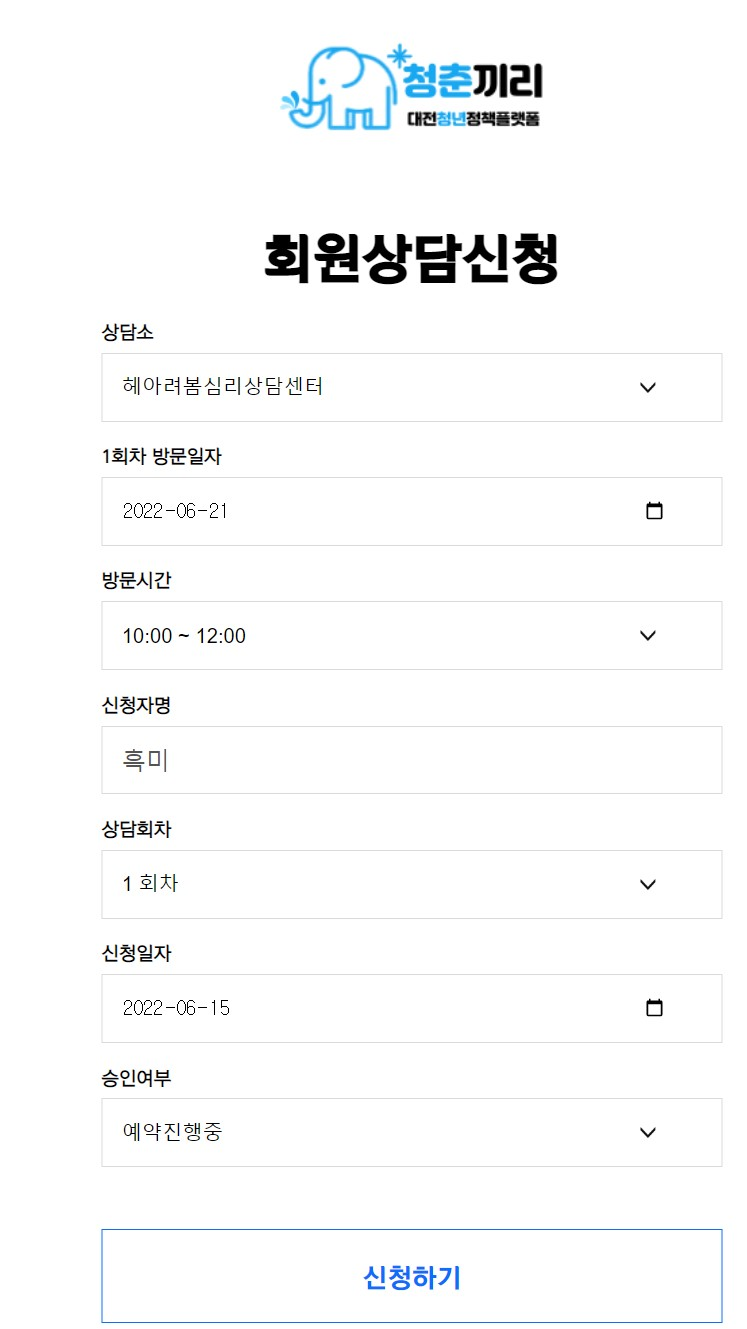 청춘끼리
대전청년정책플랫폼
회원상담신청
상담소
헤아려봄심리상담센터
1회차 방문일자
2022-06-21
방문시간
10:00 ~ 12:00
신청자명
흑미
상담회차
1 회차
신청일자
2022-06-15
승인여부
예약진행중
신청하기